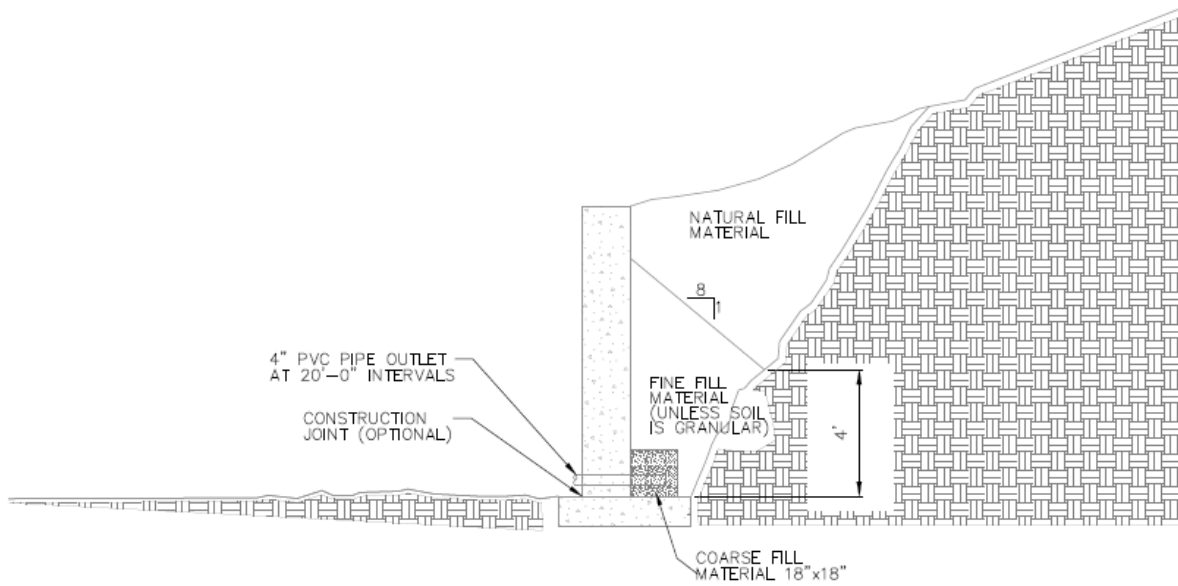 NATURAL FILL
MATERIAL
8
1
4" PVC PIPE OUTLET
AT 20'-0" INTERVALS
CONSTRUCTION
JOINT (OPTIONAL)
FINE FILL
MATERIAL
(UNLESS SOIL
IS GRANULAR)
4'
COARSE FILL
MATERIAL 18"x18"